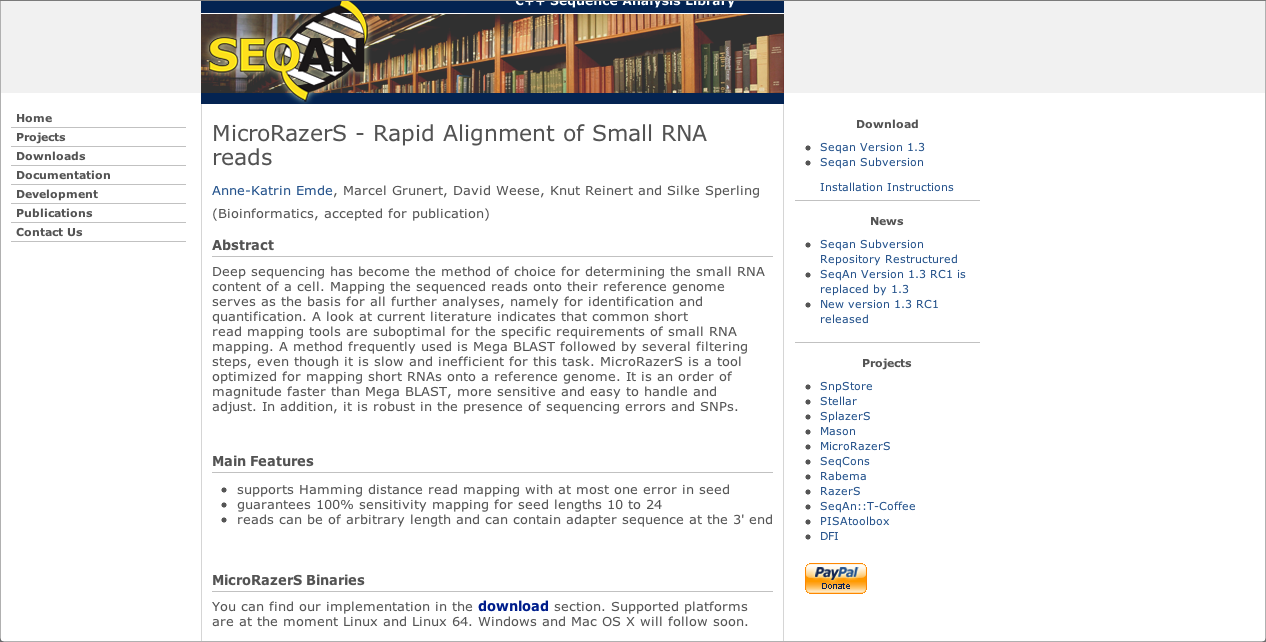 C++ Sequence Analysis Library
SEQAN
Home
Projects
Downloads
Documentation
Development
Publications
Contact Us
MicroRazerS - Rapid Alignment of Small RNA
reads
Anne-Katrin Emde, Marcel Grunert, David Weese, Knut Reinert and Silke Sperling
(Bioinformatics, accepted for publication)
Abstract
Deep sequencing has become the method of choice for determining the small RNA
content of a cell. Mapping the sequenced reads onto their reference genome
serves as the basis for all further analyses, namely for identification and
quantification. A look at current literature indicates that common short
read mapping tools are suboptimal for the specific requirements of small RNA
mapping. A method frequently used is Mega BLAST followed by several filtering
steps, even though it is slow and inefficient for this task. MicroRazerS is a tool
optimized for mapping short RNAs onto a reference genome. It is an order of
magnitude faster than Mega BLAST, more sensitive and easy to handle and
adjust. In addition, it is robust in the presence of sequencing errors and SNPs.
Main Features
• supports Hamming distance read mapping with at most one error in seed
• guarantees 100% sensitivity mapping for seed lengths 10 to 24
• reads can be of arbitrary length and can contain adapter sequence at the 3' end
MicroRazerS Binaries
You can find our implementation in the download section. Supported platforms
are at the moment Linux and Linux 64. Windows and Mac OS X will follow soon.
Download
• Seqan Version 1.3
• Seqan Subversion
Installation Instructions
News
• Seqan Subversion
Repository Restructured
• SeqAn Version 1.3 RC1 is
replaced by 1.3
• New version 1.3 RC1
released
Projects
• SnpStore
• Stellar
• SplazerS
• Mason
• MicroRazerS
• SeqCons
• Rabema
• RazerS
• SeqAn::T-Coffee
• PISAtoolbox
• DFI
PayPal
Donate